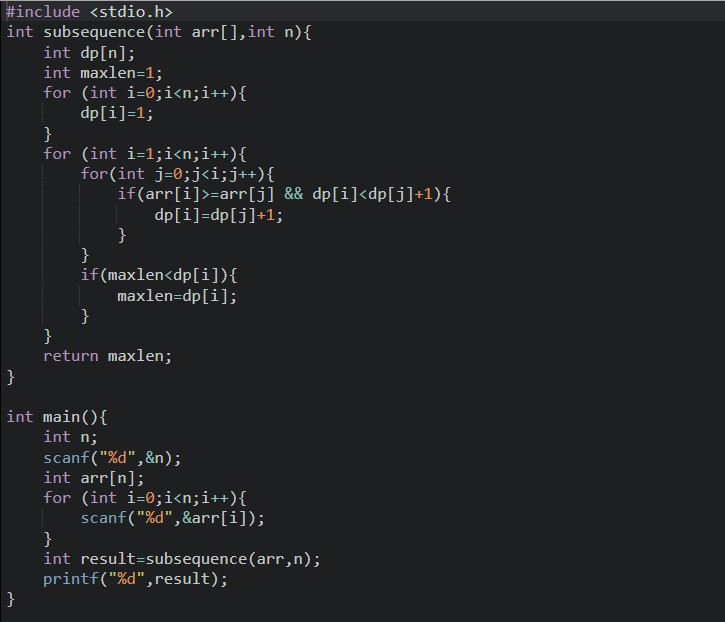 #include <stdio.h>
int subsequence(int arr[],int n){
    int dp[n];
    int maxlen=1;
    for (int i=0;i<n;i++){
        dp[i]=1;
    }
    for (int i=1;i<n;i++){
        for(int j=0;j<i;j++){
            if(arr[i]>=arr[j] && dp[i]<dp[j]+1){
                dp[i]=dp[j]+1;
            }
        }
        if(maxlen<dp[i]){
            maxlen=dp[i];
        }
    }
    return maxlen;
}

int main(){
    int n;
    scanf("%d",&n);
    int arr[n];
    for (int i=0;i<n;i++){
        scanf("%d",&arr[i]);
    }
    int result=subsequence(arr,n);
    printf("%d",result);
}